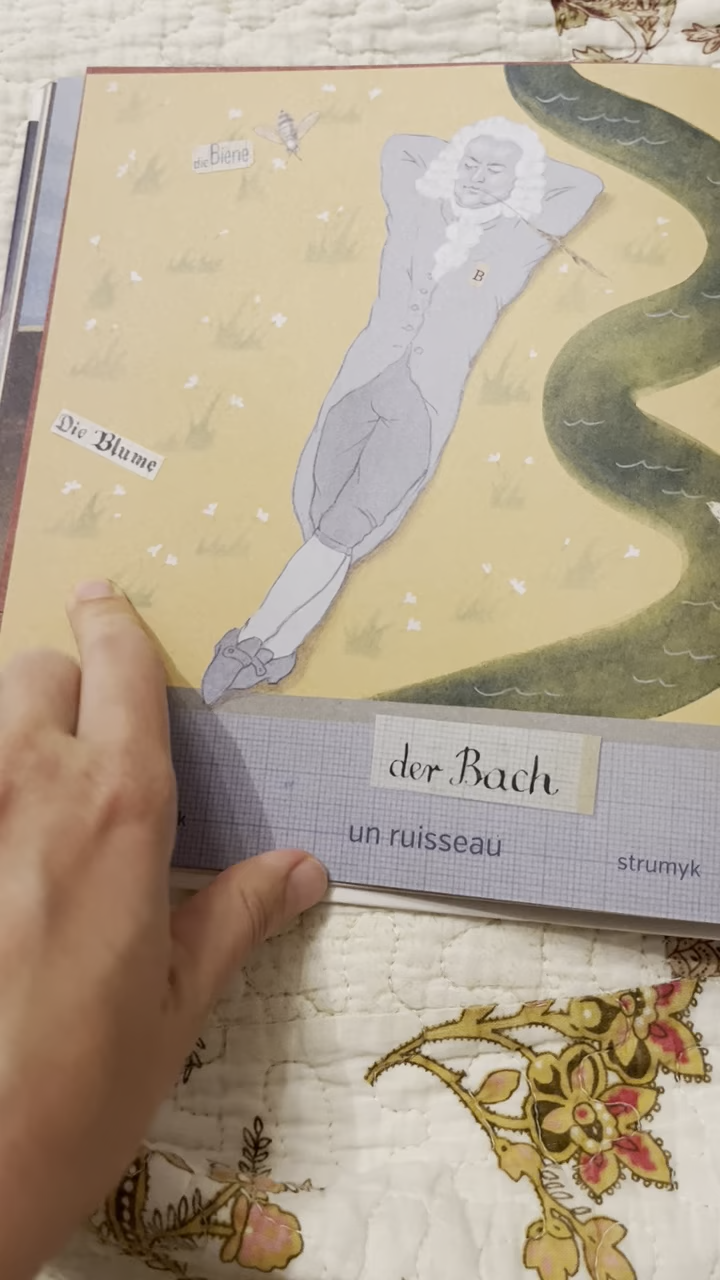 die Biene
B
Die Blume
der Bach
k
un ruisseau
strumyk